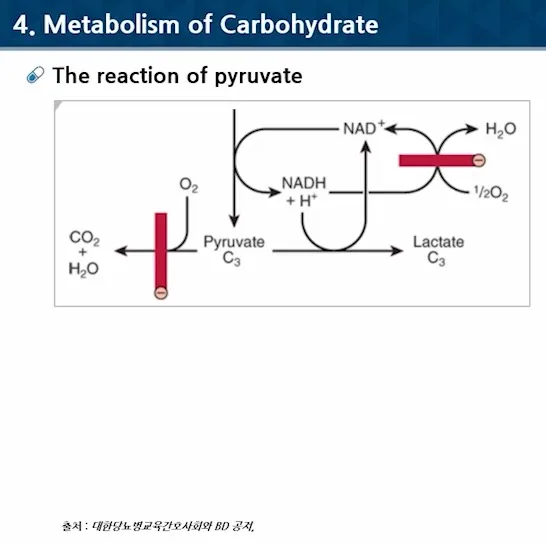 4. Metabolism of Carbohydrate
The reaction of pyruvate
NAD⁺
H₂O
O₂
NADH
+ H⁺
½O₂
CO₂
+
H₂O
Pyruvate
C₃
Lactate
C₃
출처 : 대한당뇨병교육간호사회와 BD 공저.